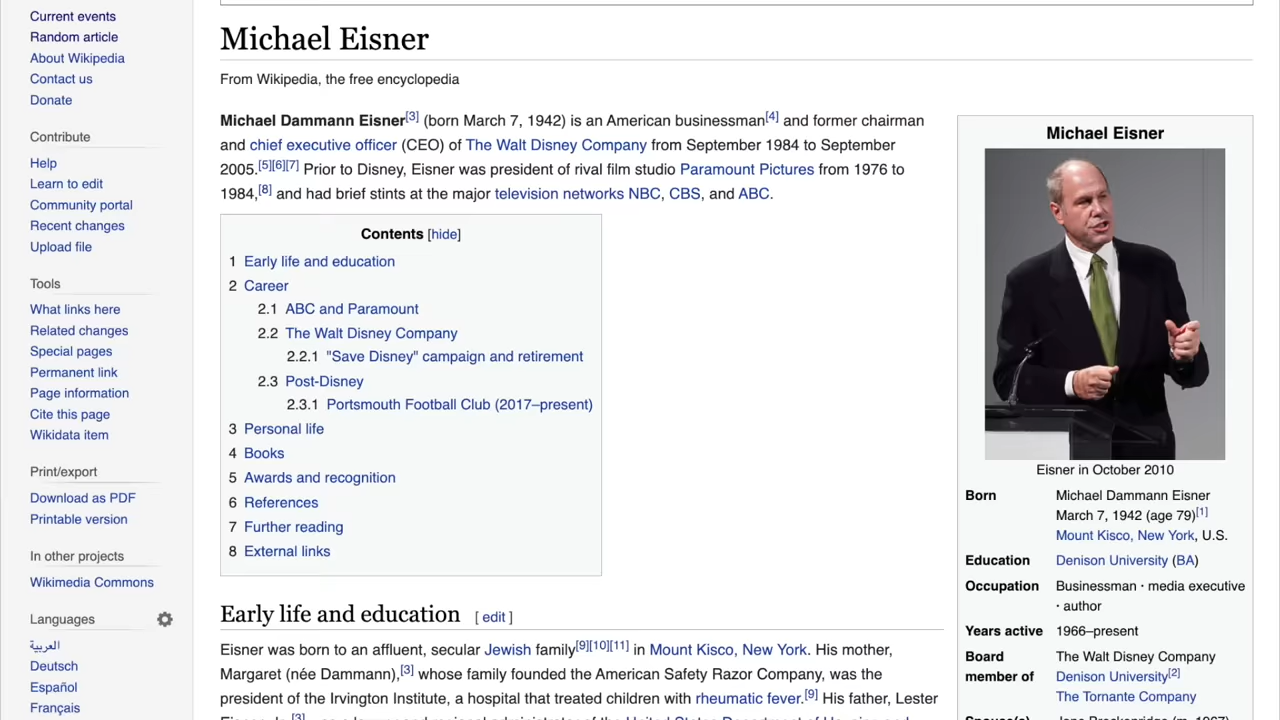 Current events
Random article
About Wikipedia
Contact us
Donate
Contribute
Help
Learn to edit
Community portal
Recent changes
Upload file
Tools
What links here
Related changes
Special pages
Permanent link
Page information
Cite this page
Wikidata item
Print/export
Download as PDF
Printable version
In other projects
Wikimedia Commons
Languages
العربية
Deutsch
Español
Français
Michael Eisner
From Wikipedia, the free encyclopedia
Michael Dammann Eisner[3] (born March 7, 1942) is an American businessman[4] and former chairman
and chief executive officer (CEO) of The Walt Disney Company from September 1984 to September
2005.[5][6][7] Prior to Disney, Eisner was president of rival film studio Paramount Pictures from 1976 to
1984,[8] and had brief stints at the major television networks NBC, CBS, and ABC.
Contents [hide]
1 Early life and education
2 Career
2.1 ABC and Paramount
2.2 The Walt Disney Company
2.2.1 "Save Disney" campaign and retirement
2.3 Post-Disney
2.3.1 Portsmouth Football Club (2017–present)
3 Personal life
4 Books
5 Awards and recognition
6 References
7 Further reading
8 External links
Early life and education [ edit ]
Eisner was born to an affluent, secular Jewish family[9][10][11] in Mount Kisco, New York. His mother,
Margaret (née Dammann),[3] whose family founded the American Safety Razor Company, was the
president of the Irvington Institute, a hospital that treated children with rheumatic fever.[9] His father, Lester
Michael Eisner
Eisner in October 2010
Born Michael Dammann Eisner
March 7, 1942 (age 79)[1]
Mount Kisco, New York, U.S.
Education Denison University (BA)
Occupation Businessman · media executive
· author
Years active 1966–present
Board The Walt Disney Company
member of Denison University[2]
The Tornante Company